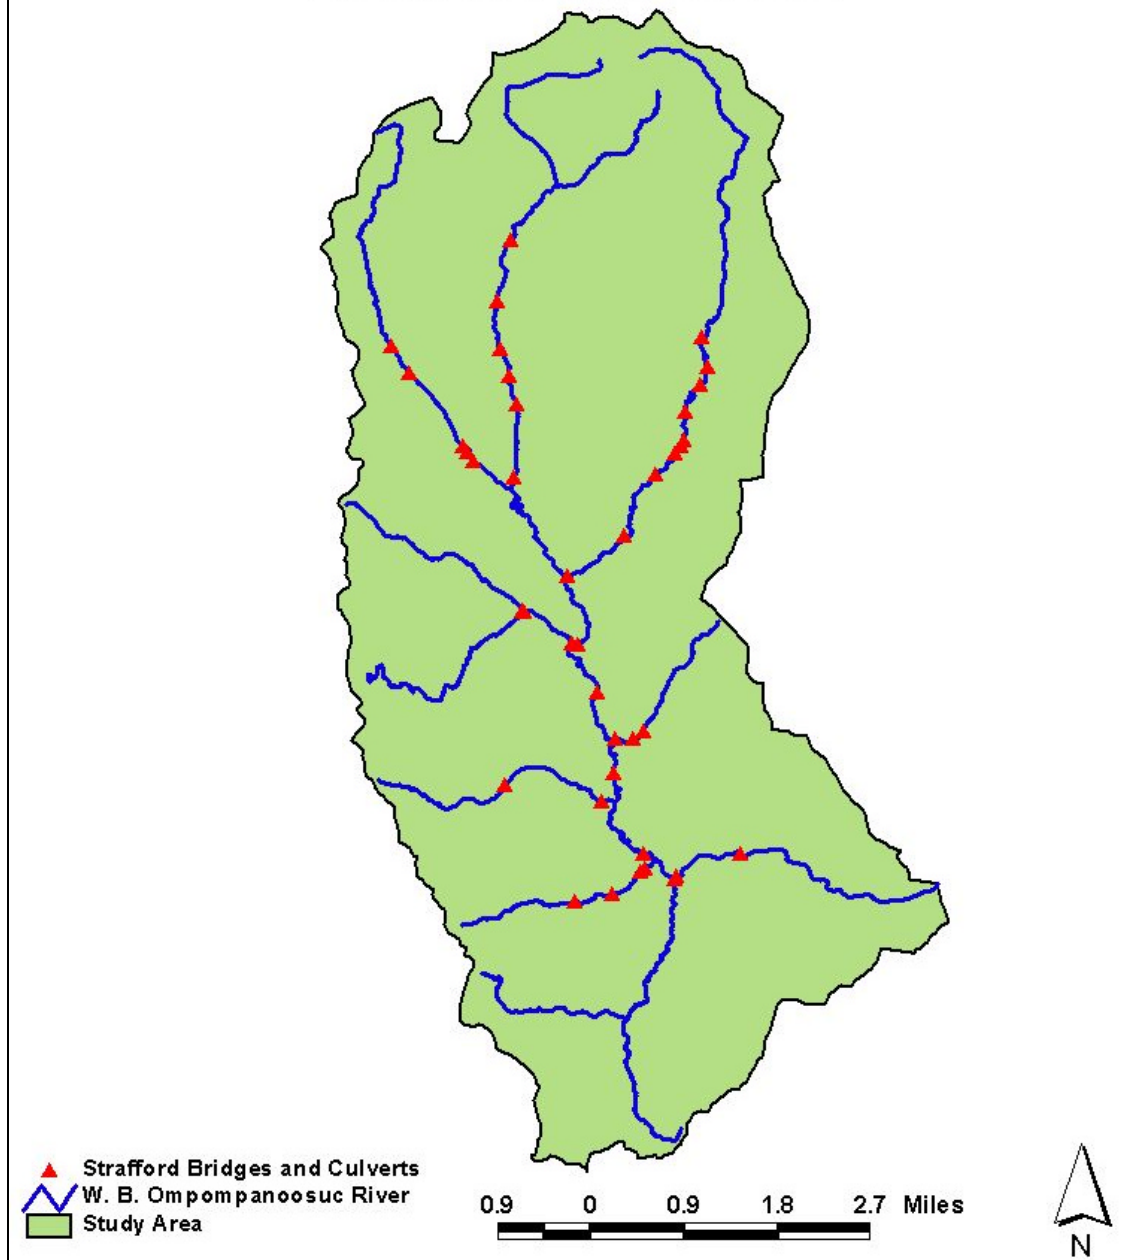 Strafford Bridges and Culverts
W. B. Ompompanoosuc River
Study Area
0.9 0 0.9 1.8 2.7 Miles
N